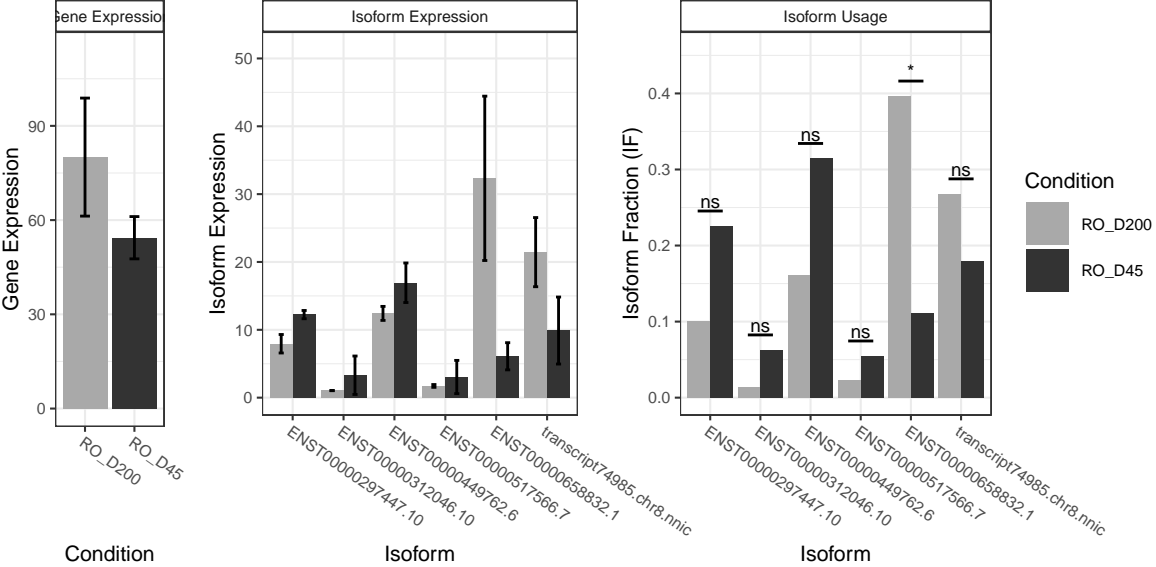 Gene Expression
Gene Expression
90
60
30
0
RO_D200
RO_D45
Condition
Isoform Expression
Isoform Expression
50
40
30
20
10
0
ENST00000297447.10
ENST00000312046.10
ENST00000449762.6
ENST00000517566.7
ENST00000658832.1
transcript74985.chr8.nnic
Isoform
Isoform Usage
Isoform Fraction (IF)
0.4
0.3
0.2
0.1
0.0
ns
ns
ns
ns
*
ns
ENST00000297447.10
ENST00000312046.10
ENST00000449762.6
ENST00000517566.7
ENST00000658832.1
transcript74985.chr8.nnic
Isoform
Condition
RO_D200
RO_D45